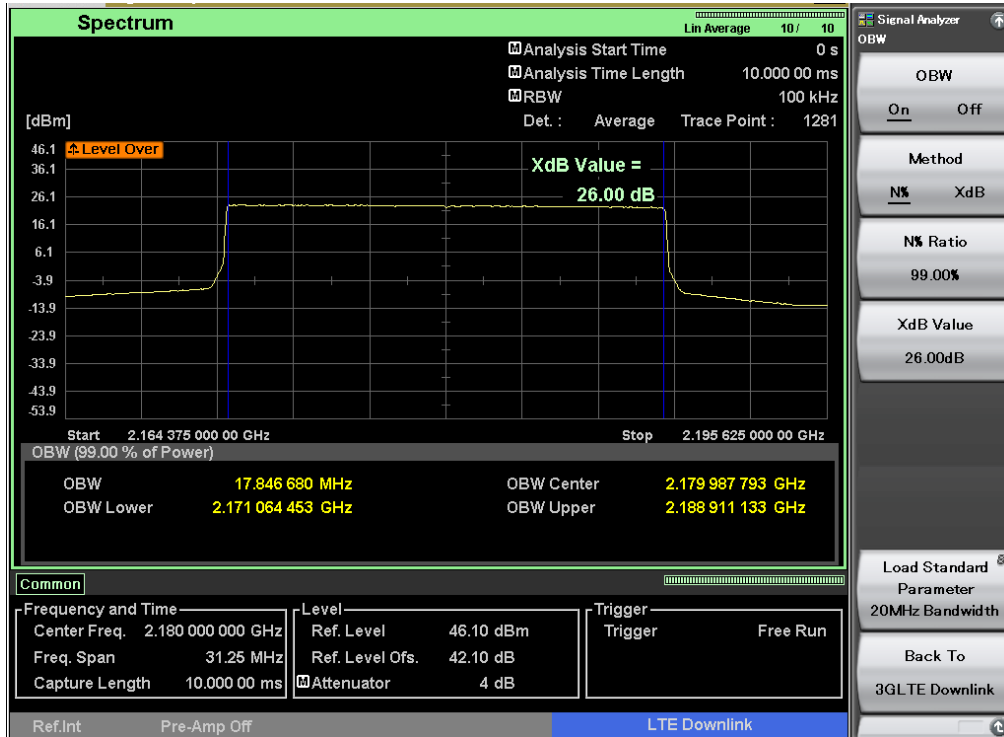 Spectrum
Lin Average 10/ 10
M Analysis Start Time 0 s
M Analysis Time Length 10.000 00 ms
M RBW 100 kHz
[dBm] Det. : Average Trace Point : 1281
Level Over
XdB Value =
26.00 dB
46.1
36.1
26.1
16.1
6.1
-3.9
-13.9
-23.9
-33.9
-43.9
-53.9
Start 2.164 375 000 00 GHz Stop 2.195 625 000 00 GHz
OBW (99.00 % of Power)
OBW 17.846 680 MHz OBW Center 2.179 987 793 GHz
OBW Lower 2.171 064 453 GHz OBW Upper 2.188 911 133 GHz
Common
Frequency and Time
Center Freq. 2.180 000 000 GHz
Freq. Span 31.25 MHz
Capture Length 10.000 00 ms
Level
Ref. Level 46.10 dBm
Ref. Level Ofs. 42.10 dB
M Attenuator 4 dB
Trigger
Trigger Free Run
Ref.Int Pre-Amp Off LTE Downlink
Signal Analyzer
OBW
OBW
On Off
Method
N% XdB
N% Ratio
99.00%
XdB Value
26.00dB
Load Standard
Parameter
20MHz Bandwidth
Back To
3GLTE Downlink